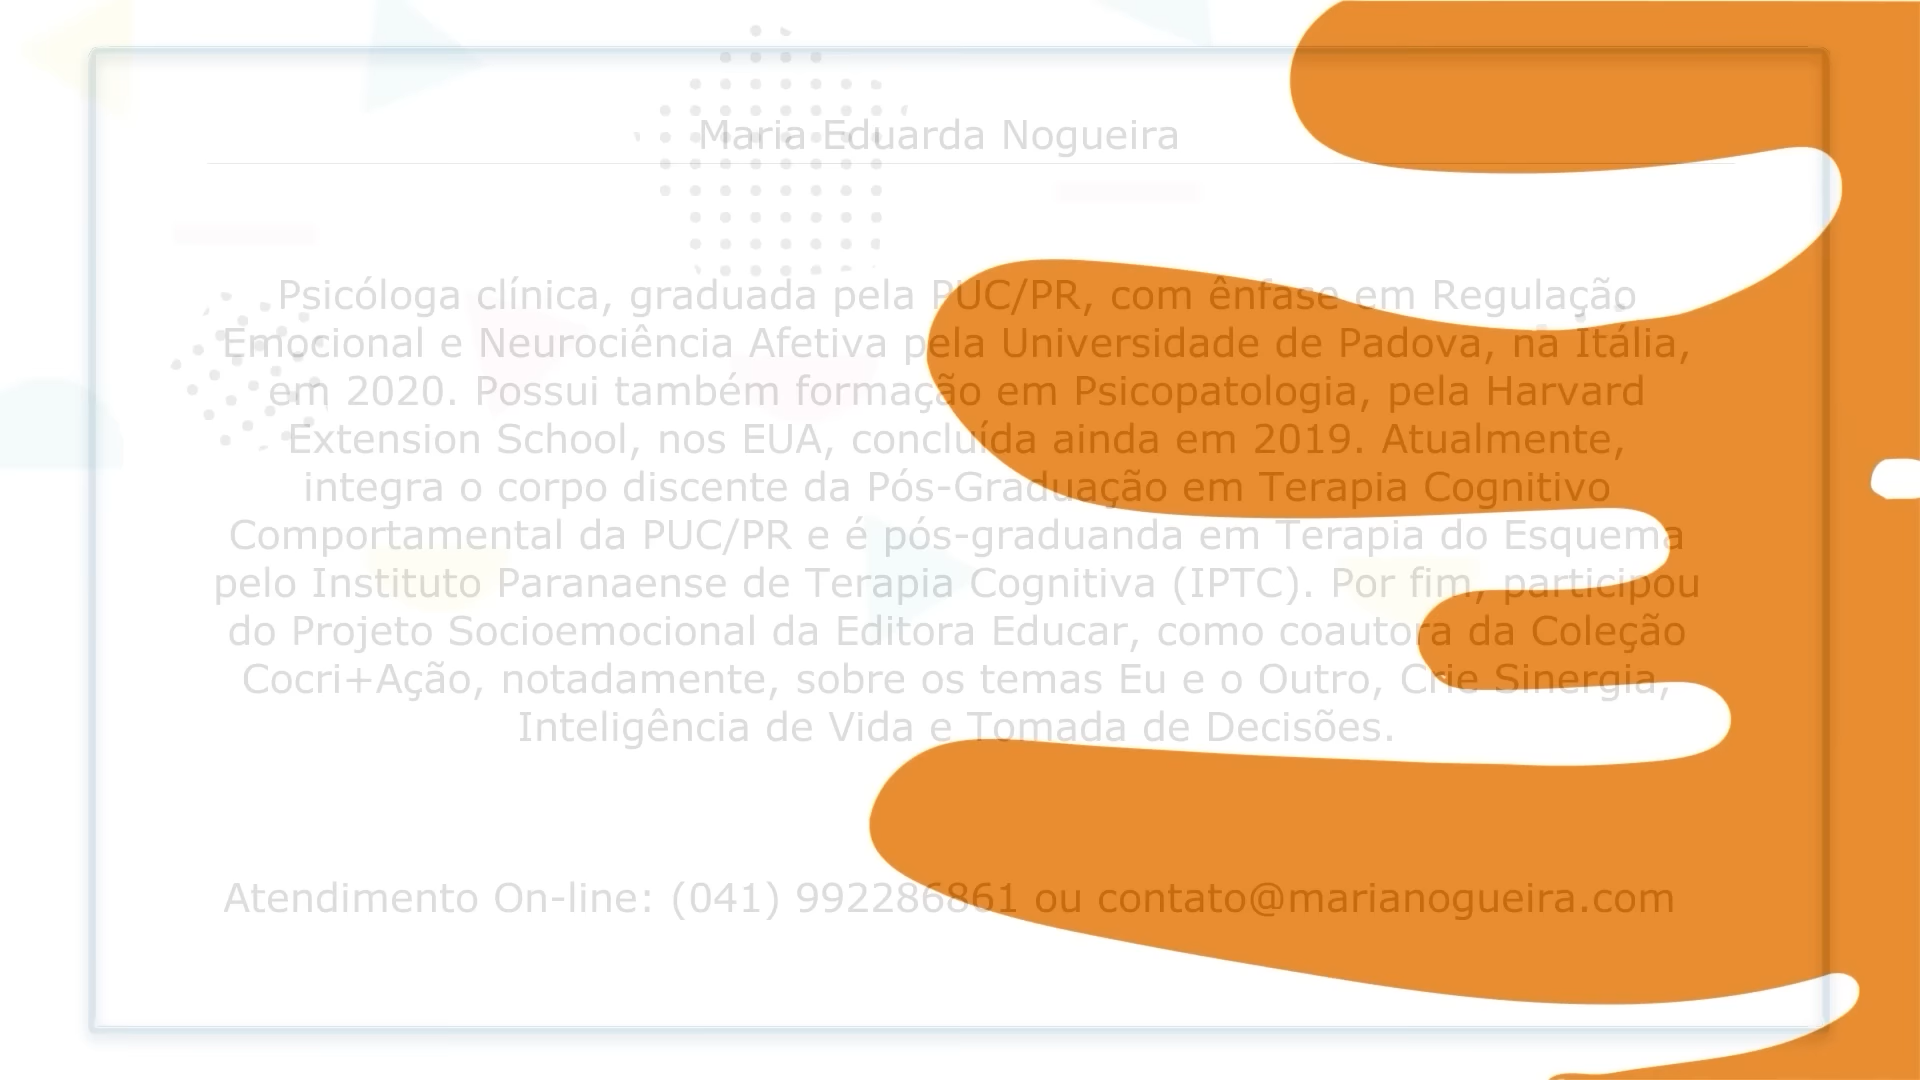 Maria Eduarda Nogueira
Psicóloga clínica, graduada pela PUC/PR, com ênfase em Regulação
Emocional e Neurociência Afetiva pela Universidade de Padova, na Itália,
em 2020. Possui também formação em Psicopatologia, pela Harvard
Extension School, nos EUA, concluída ainda em 2019. Atualmente,
integra o corpo discente da Pós-Graduação em Terapia Cognitivo
Comportamental da PUC/PR e é pós-graduanda em Terapia do Esquema
pelo Instituto Paranaense de Terapia Cognitiva (IPTC). Por fim, participou
do Projeto Socioemocional da Editora Educar, como coautora da Coleção
Cocri+Ação, notadamente, sobre os temas Eu e o Outro, Crie Sinergia,
Inteligência de Vida e Tomada de Decisões.
Atendimento On-line: (041) 992286861 ou contato@marianogueira.com